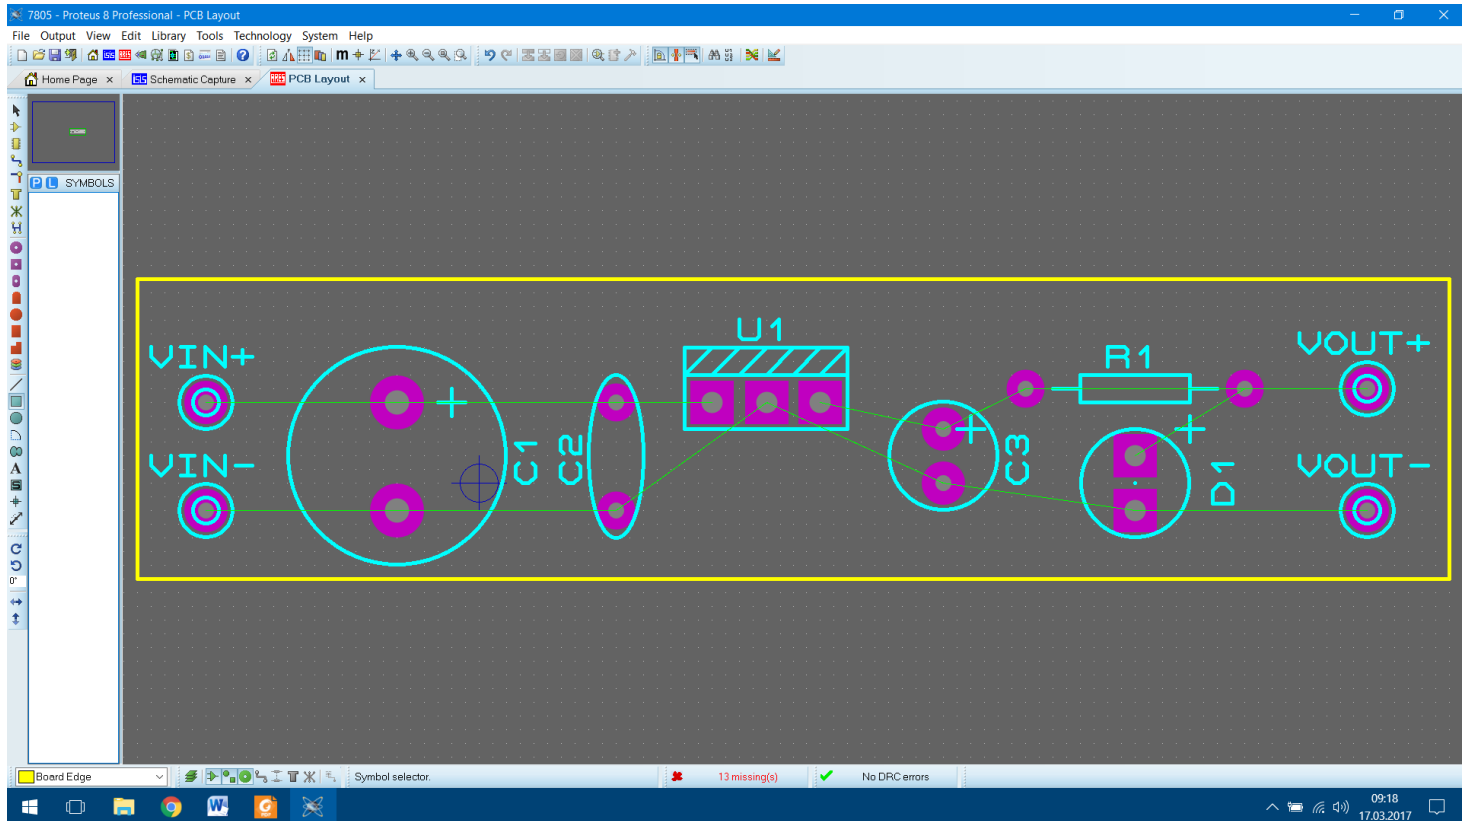 7805 - Proteus 8 Professional - PCB Layout
File Output View Edit Library Tools Technology System Help
Home Page × Schematic Capture × PCB Layout ×
P L SYMBOLS
U1
VIN+ R1 VOUT+
C1 C2 C3
VIN- D1 VOUT-
0°
Board Edge Symbol selector. 13 missing(s) No DRC errors
09:18
17.03.2017